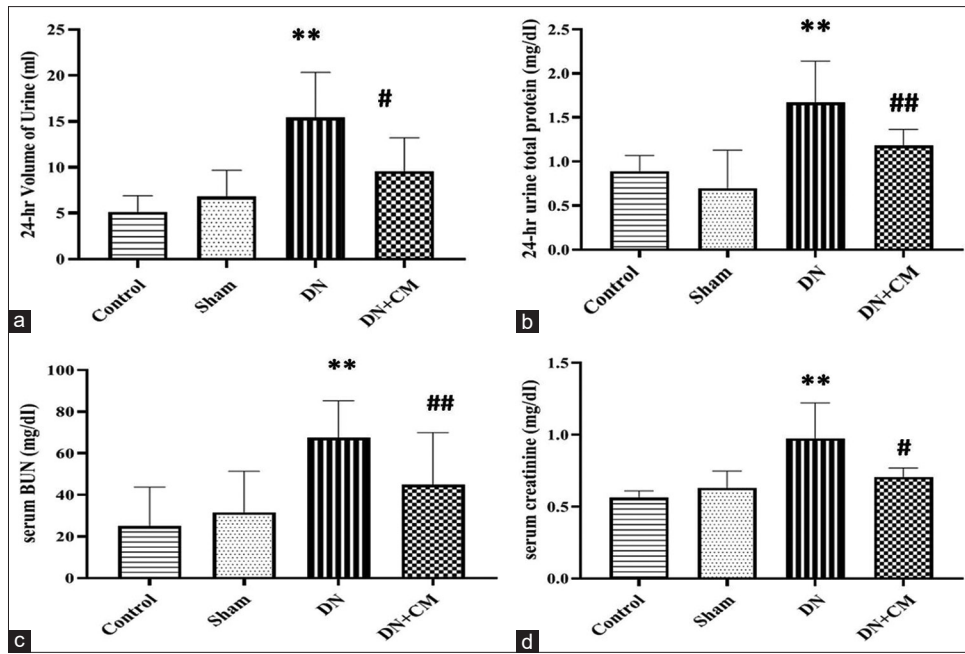 24-hr Volume of Urine (ml)
25
20
15
10
5
0
**
#
Control
Sham
DN
DN+CM
a
24-hr urine total protein (mg/dl)
2.5
2.0
1.5
1.0
0.5
0.0
**
##
Control
Sham
DN
DN+CM
b
serum BUN (mg/dl)
100
80
60
40
20
0
**
##
Control
Sham
DN
DN+CM
c
serum creatinine (mg/dl)
1.5
1.0
0.5
0.0
**
#
Control
Sham
DN
DN+CM
d